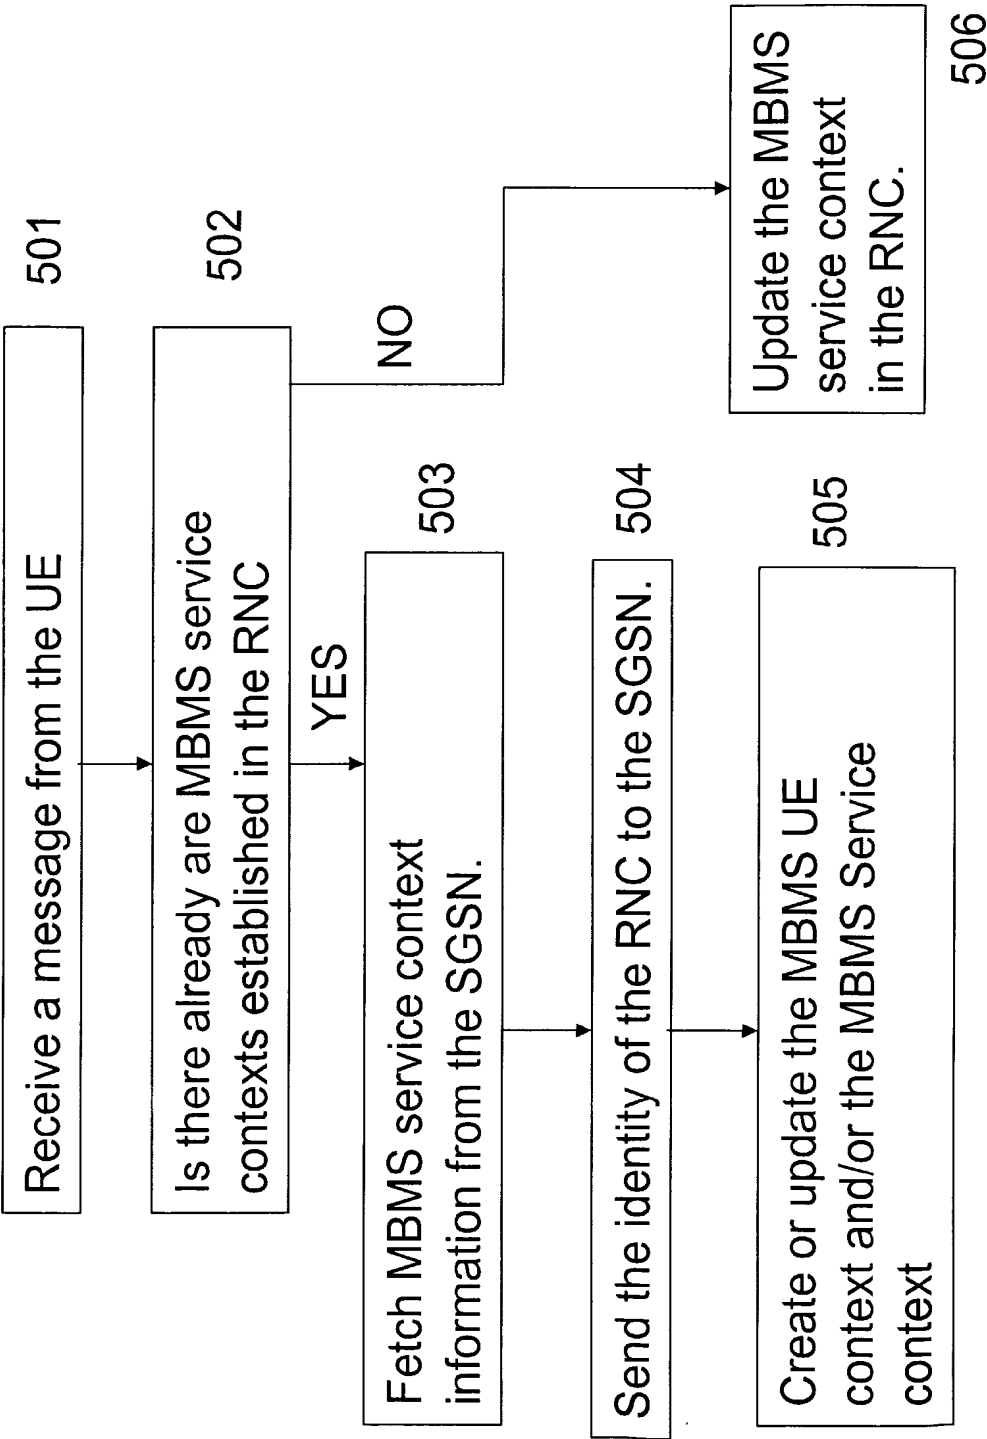 Receive a message from the UE
501
Is there already are MBMS service
contexts established in the RNC
502
YES
NO
Fetch MBMS service context
information from the SGSN.
503
Send the identity of the RNC to the SGSN.
504
Create or update the MBMS UE
context and/or the MBMS Service
context
505
Update the MBMS
service context
in the RNC.
506